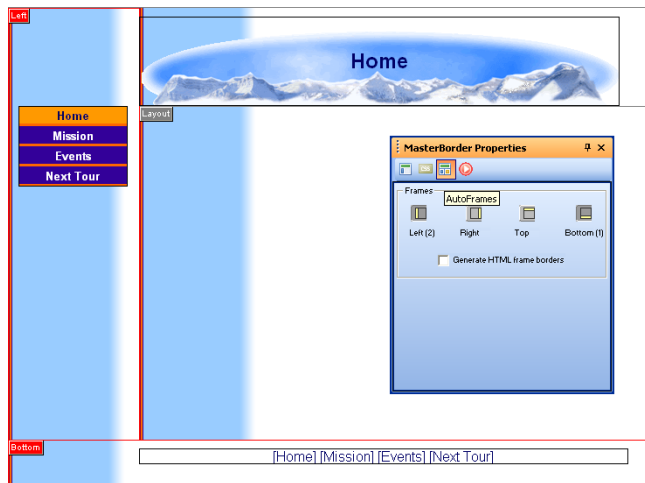 Left
Home
Layout
Home
Mission
Events
Next Tour
MasterBorder Properties
Frames
AutoFrames
Left (2) Right Top Bottom (1)
Generate HTML frame borders
Bottom
[Home] [Mission] [Events] [Next Tour]